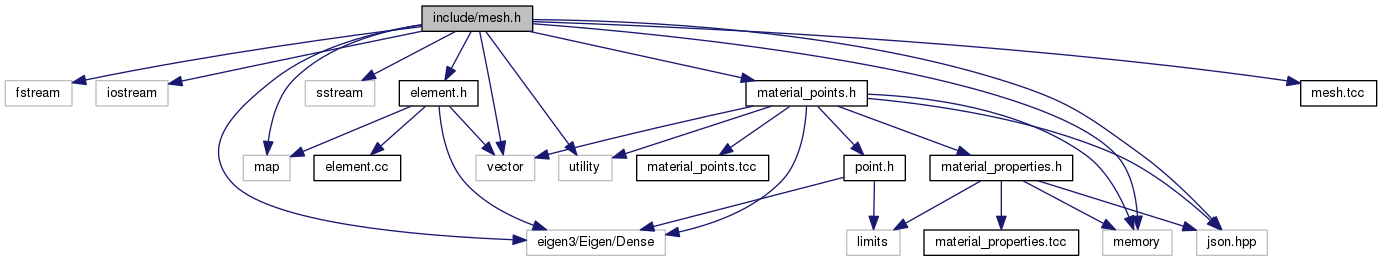 include/mesh.h
fstream
iostream
sstream
element.h
material_points.h
mesh.tcc
map
element.cc
vector
utility
material_points.tcc
point.h
material_properties.h
eigen3/Eigen/Dense
limits
material_properties.tcc
memory
json.hpp